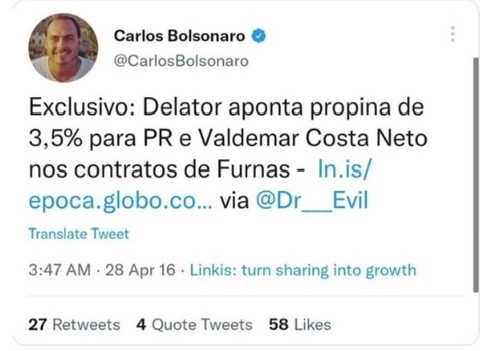 Carlos Bolsonaro
@CarlosBolsonaro
Exclusivo: Delator aponta propina de
3,5% para PR e Valdemar Costa Neto
nos contratos de Furnas - ln.is/
epoca.globo.co... via @Dr___Evil
Translate Tweet
3:47 AM · 28 Apr 16 · Linkis: turn sharing into growth
27 Retweets 4 Quote Tweets 58 Likes